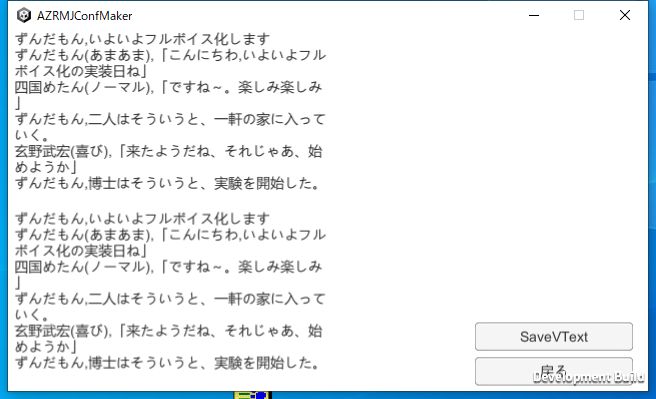 AZRMJConfMaker
ずんだもん,いよいよフルボイス化します
ずんだもん(あまあま),「こんにちわ,いよいよフル
ボイス化の実装日ね」
四国めたん(ノーマル),「ですね～。楽しみ楽しみ
」
ずんだもん,二人はそういうと、一軒の家に入って
いく。
玄野武宏(喜び),「来たようだね、それじゃあ、始
めようか」
ずんだもん,博士はそういうと、実験を開始した。
ずんだもん,いよいよフルボイス化します
ずんだもん(あまあま),「こんにちわ,いよいよフル
ボイス化の実装日ね」
四国めたん(ノーマル),「ですね～。楽しみ楽しみ
」
ずんだもん,二人はそういうと、一軒の家に入って
いく。
玄野武宏(喜び),「来たようだね、それじゃあ、始
めようか」
ずんだもん,博士はそういうと、実験を開始した。
SaveVText
戻る
Development Build